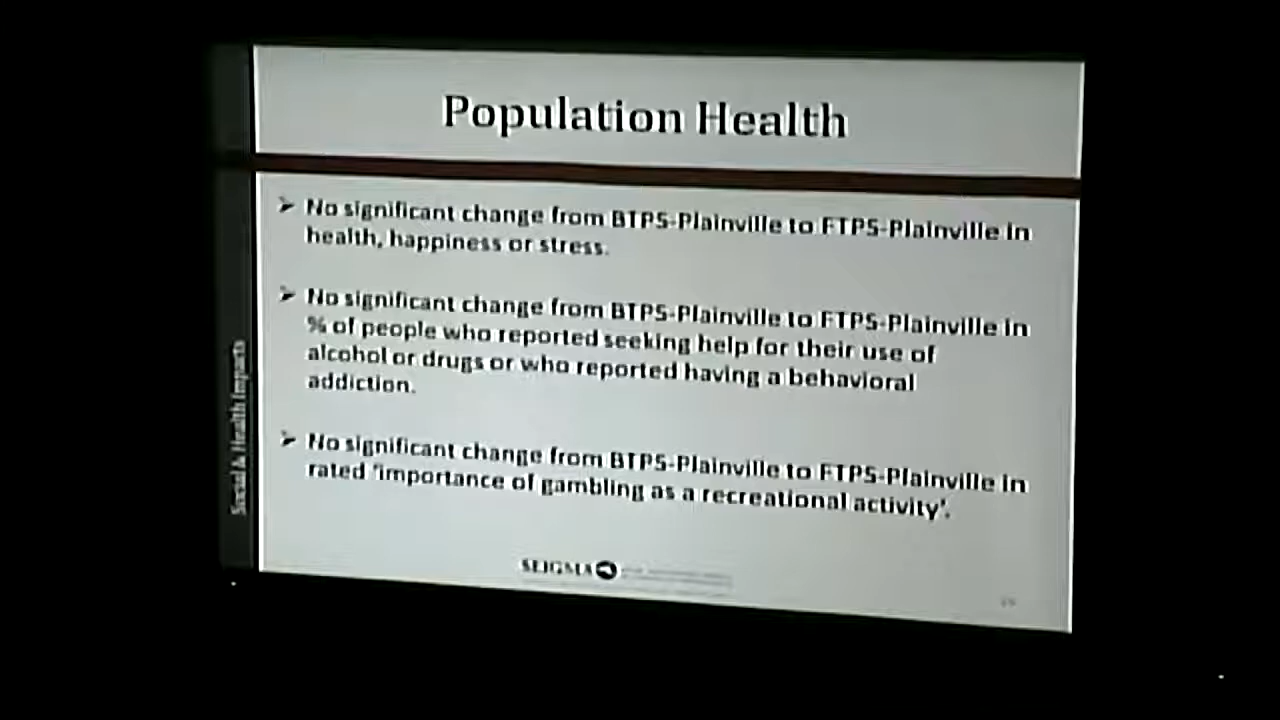 Population Health
➢ No significant change from BTPS-Plainville to FTPS-Plainville in
health, happiness or stress.
➢ No significant change from BTPS-Plainville to FTPS-Plainville in
% of people who reported seeking help for their use of
alcohol or drugs or who reported having a behavioral
addiction.
➢ No significant change from BTPS-Plainville to FTPS-Plainville in
rated 'importance of gambling as a recreational activity'.
Social & Health Impacts
SEIGMA